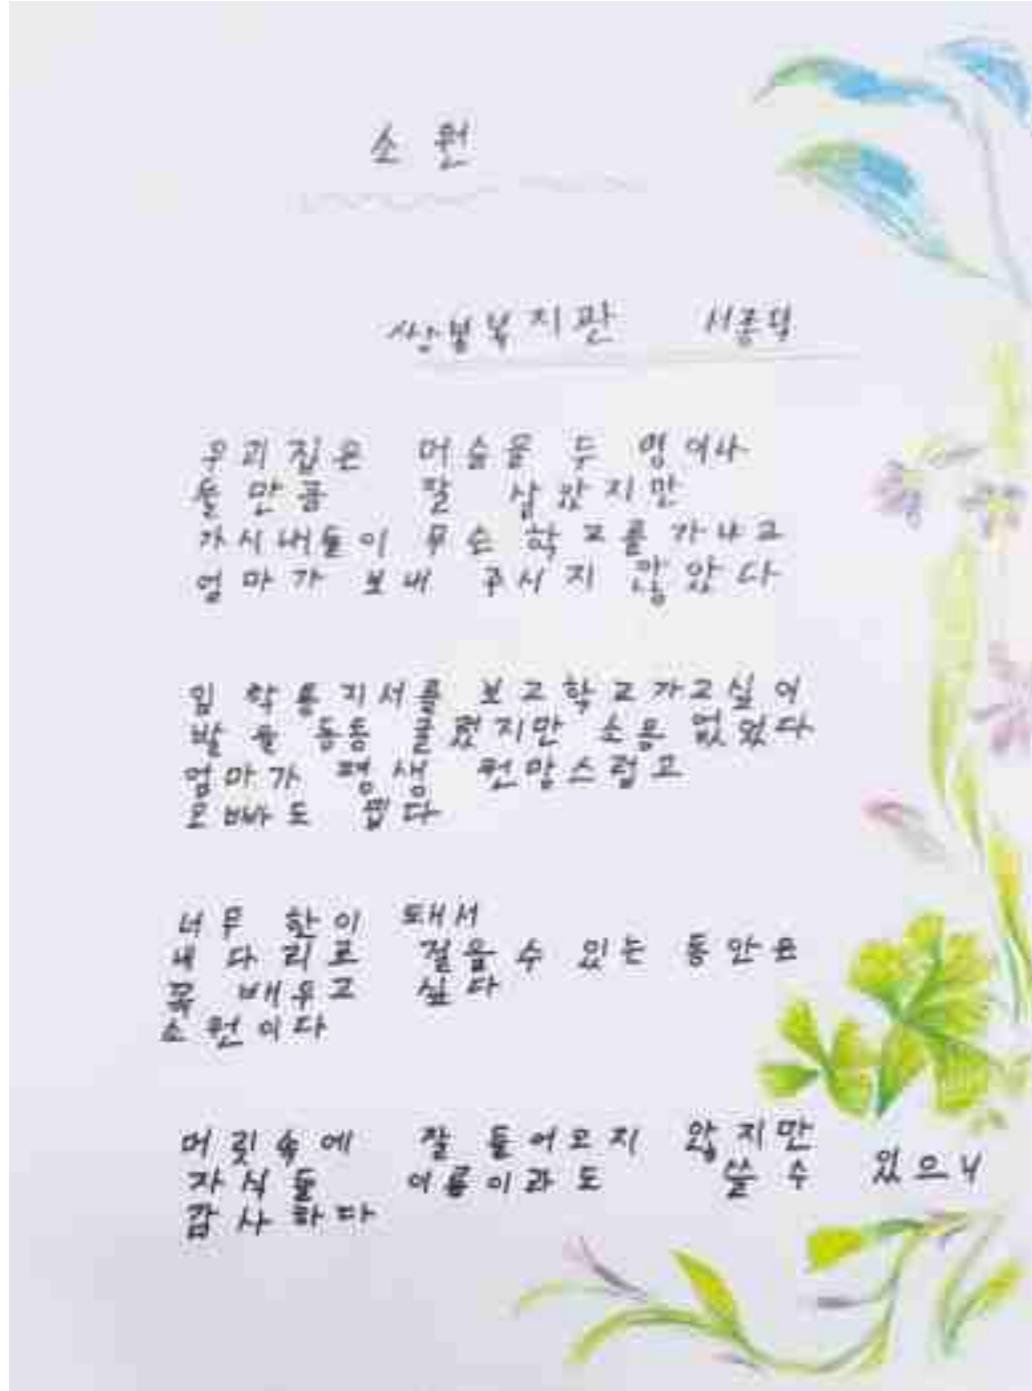 소원
쌍봉복지관 서종덕
우리집은 머슴을 두 명이나
둘 만큼 잘 살았지만
가시내들이 무슨 학교를 가냐고
엄마가 보내 주시지 않았다
입학통지서를 보고 학교가고싶어
발을 동동 굴렀지만 소용 없었다
엄마가 평생 원망스럽고
오빠도 밉다
너무 한이 돼서
내 다리로 걸을수 있는 동안은
꼭 배우고 싶다
소원이다
머릿속에 잘 들어오지 않지만
자식들 이름이라도 쓸 수 있으니
감사하다